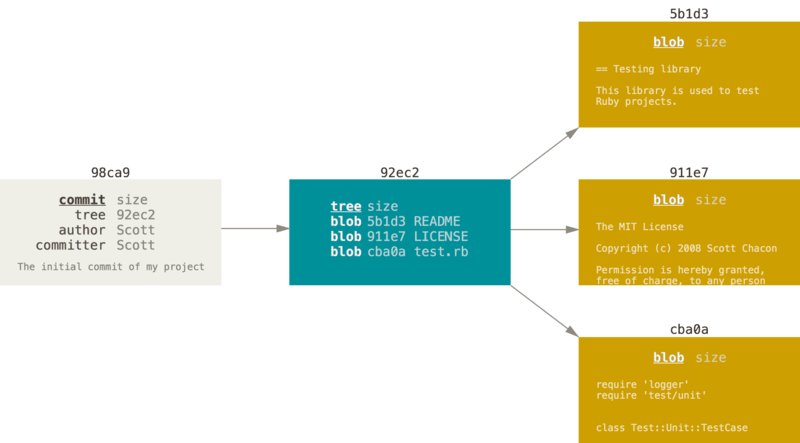 98ca9
commit size
tree 92ec2
author Scott
committer Scott
The initial commit of my project
92ec2
tree size
blob 5b1d3 README
blob 911e7 LICENSE
blob cba0a test.rb
5b1d3
blob size
== Testing library
This library is used to test
Ruby projects.
911e7
blob size
The MIT License
Copyright (c) 2008 Scott Chacon
Permission is hereby granted,
free of charge, to any person
cba0a
blob size
require 'logger'
require 'test/unit'
class Test::Unit::TestCase